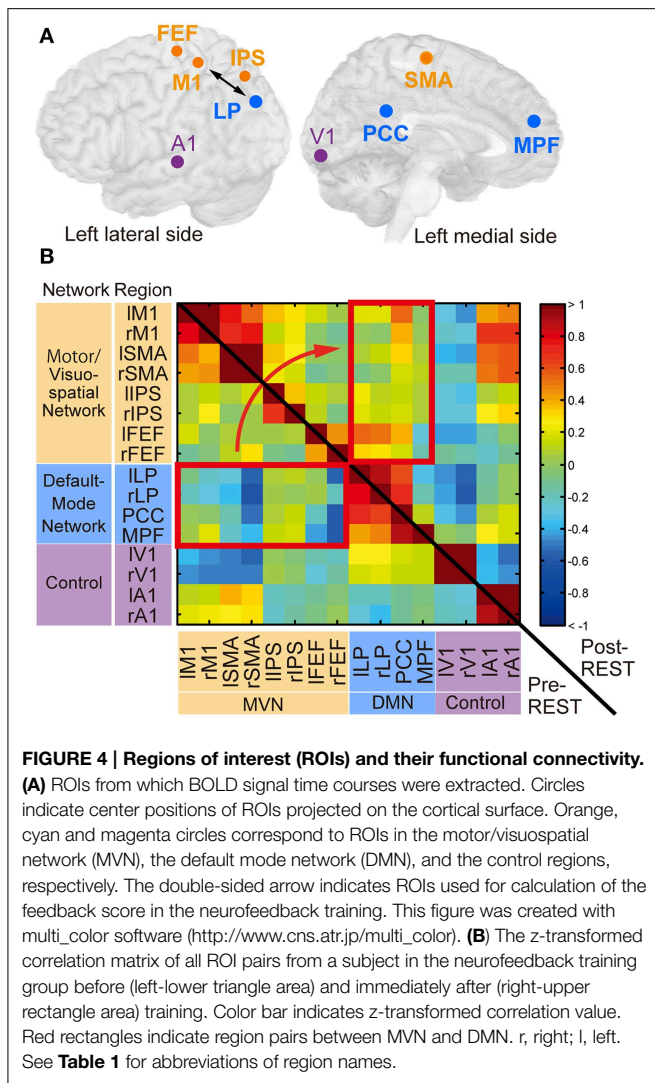 A
FEF
IPS
M1
SMA
LP
A1
V1
PCC
MPF
Left lateral side
Left medial side
B
Network Region
Motor/
Visuo-
spatial
Network
lM1
rM1
lSMA
rSMA
lIPS
rIPS
lFEF
rFEF
Default-
Mode
Network
lLP
rLP
PCC
MPF
Control
lV1
rV1
lA1
rA1
> 1
0.8
0.6
0.4
0.2
0
-0.2
-0.4
-0.6
-0.8
< -1
lM1
rM1
lSMA
rSMA
lIPS
rIPS
lFEF
rFEF
lLP
rLP
PCC
MPF
lV1
rV1
lA1
rA1
MVN
DMN
Control
Post-
REST
Pre-
REST
FIGURE 4 | Regions of interest (ROIs) and their functional connectivity.
(A) ROIs from which BOLD signal time courses were extracted. Circles
indicate center positions of ROIs projected on the cortical surface. Orange,
cyan and magenta circles correspond to ROIs in the motor/visuospatial
network (MVN), the default mode network (DMN), and the control regions,
respectively. The double-sided arrow indicates ROIs used for calculation of the
feedback score in the neurofeedback training. This figure was created with
multi_color software (http://www.cns.atr.jp/multi_color). (B) The z-transformed
correlation matrix of all ROI pairs from a subject in the neurofeedback training
group before (left-lower triangle area) and immediately after (right-upper
rectangle area) training. Color bar indicates z-transformed correlation value.
Red rectangles indicate region pairs between MVN and DMN. r, right; l, left.
See Table 1 for abbreviations of region names.